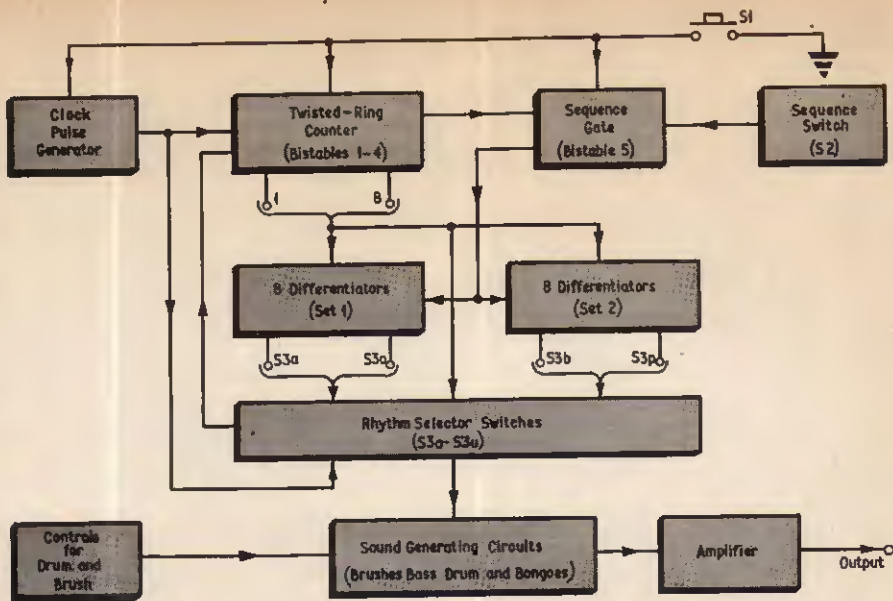 S1
Clock
Pulse
Generator
Twisted-Ring
Counter
(Bistables 1-4)
Sequence
Gate
(Bistable 5)
Sequence
Switch
(S2)
1
8
8 Differentiators
(Set 1)
8 Differentiators
(Set 2)
S3a
S3o
S3b
S3p
Rhythm Selector Switches
(S3a-S3u)
Controls
for
Drum and
Brush
Sound Generating Circuits
(Brushes Bass Drum and Bongoes)
Amplifier
Output